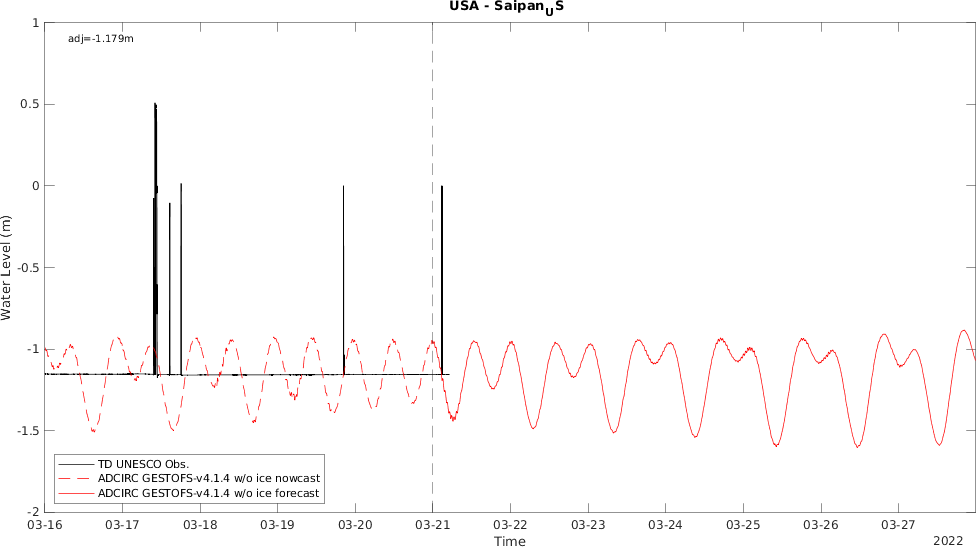 USA - Saipan_US
adj=-1.179m
1
0.5
0
-0.5
-1
-1.5
-2
Water Level (m)
TD UNESCO Obs.
ADCIRC GESTOFS-v4.1.4 w/o ice nowcast
ADCIRC GESTOFS-v4.1.4 w/o ice forecast
03-16 03-17 03-18 03-19 03-20 03-21 03-22 03-23 03-24 03-25 03-26 03-27
Time
2022